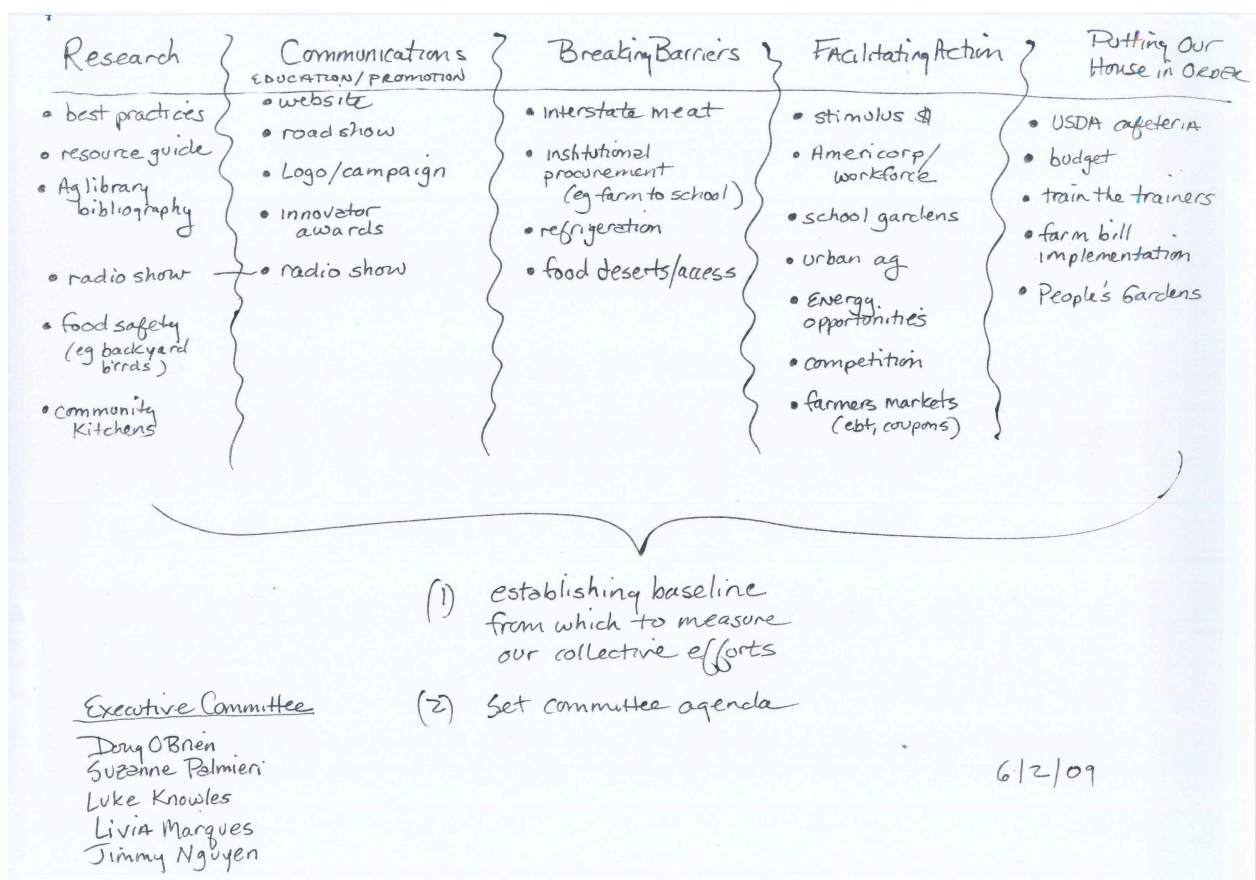 Research
• best practices
• resource guide
• Ag library
bibliography
• radio show
• food safety
(eg backyard
birds)
• community
Kitchens
Communications
EDUCATION/PROMOTION
• website
• road show
• Logo/campaign
• innovator
awards
• radio show
Breaking Barriers
• interstate meat
• institutional
procurement
(eg farm to school)
• refrigeration
• food deserts/access
Facilitating Action
• stimulus $
• Americorp/
workforce
• school gardens
• urban ag
• Energy
opportunities
• competition
• farmers markets
(ebt, coupons)
Putting Our
House in ORDER
• USDA cafeteria
• budget
• train the trainers
• farm bill
implementation
• People's Gardens
(1) establishing baseline
from which to measure
our collective efforts
(2) Set committee agenda
Executive Committee
Doug OBrien
Suzanne Palmieri
Luke Knowles
Livia Marques
Jimmy Nguyen
6/2/09